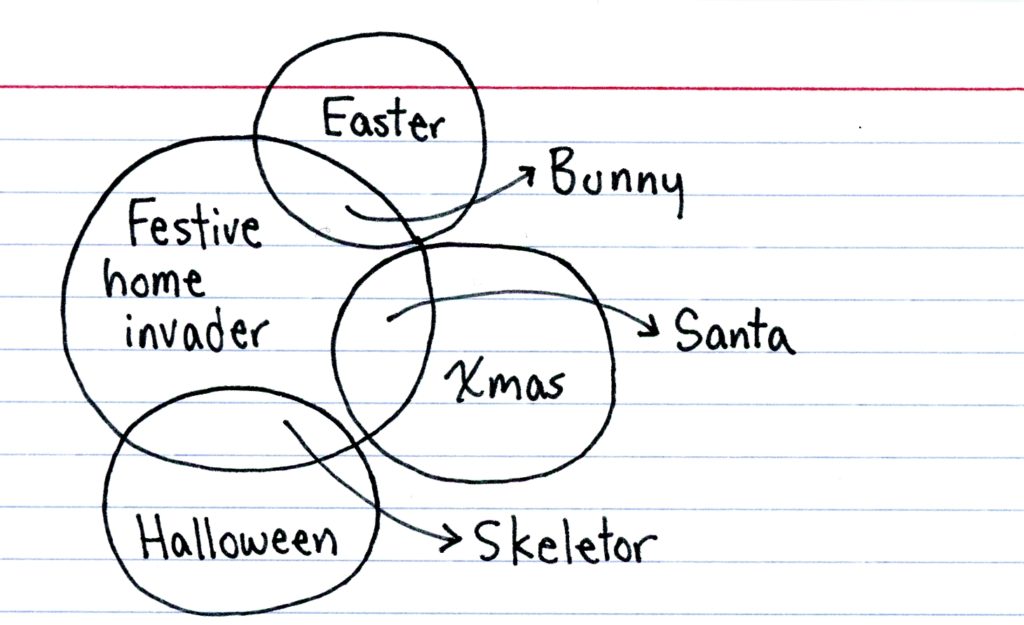 Easter
Bunny
Festive
home
invader
Santa
Xmas
Halloween
Skeletor